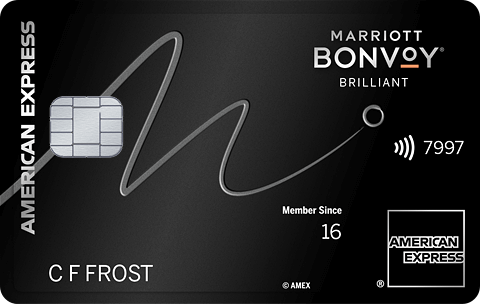 AMERICAN EXPRESS
MARRIOTT
BONVOY®
BRILLIANT
7997
Member Since
16
AMERICAN
EXPRESS
®
C F FROST
© AMEX